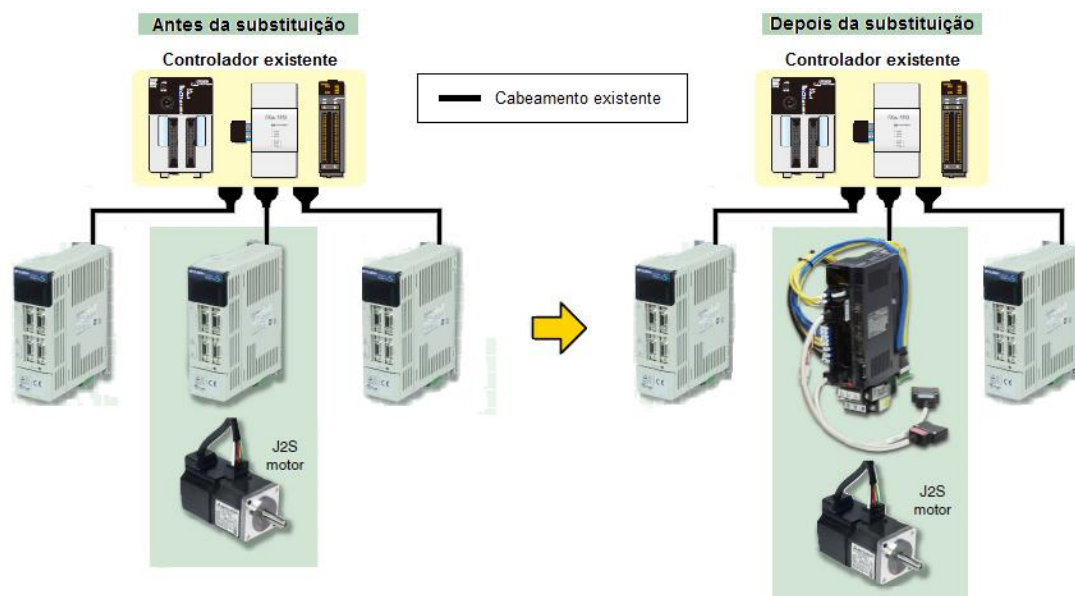 Antes da substituição
Controlador existente
Cabeamento existente
J2S
motor
Depois da substituição
Controlador existente
J2S
motor